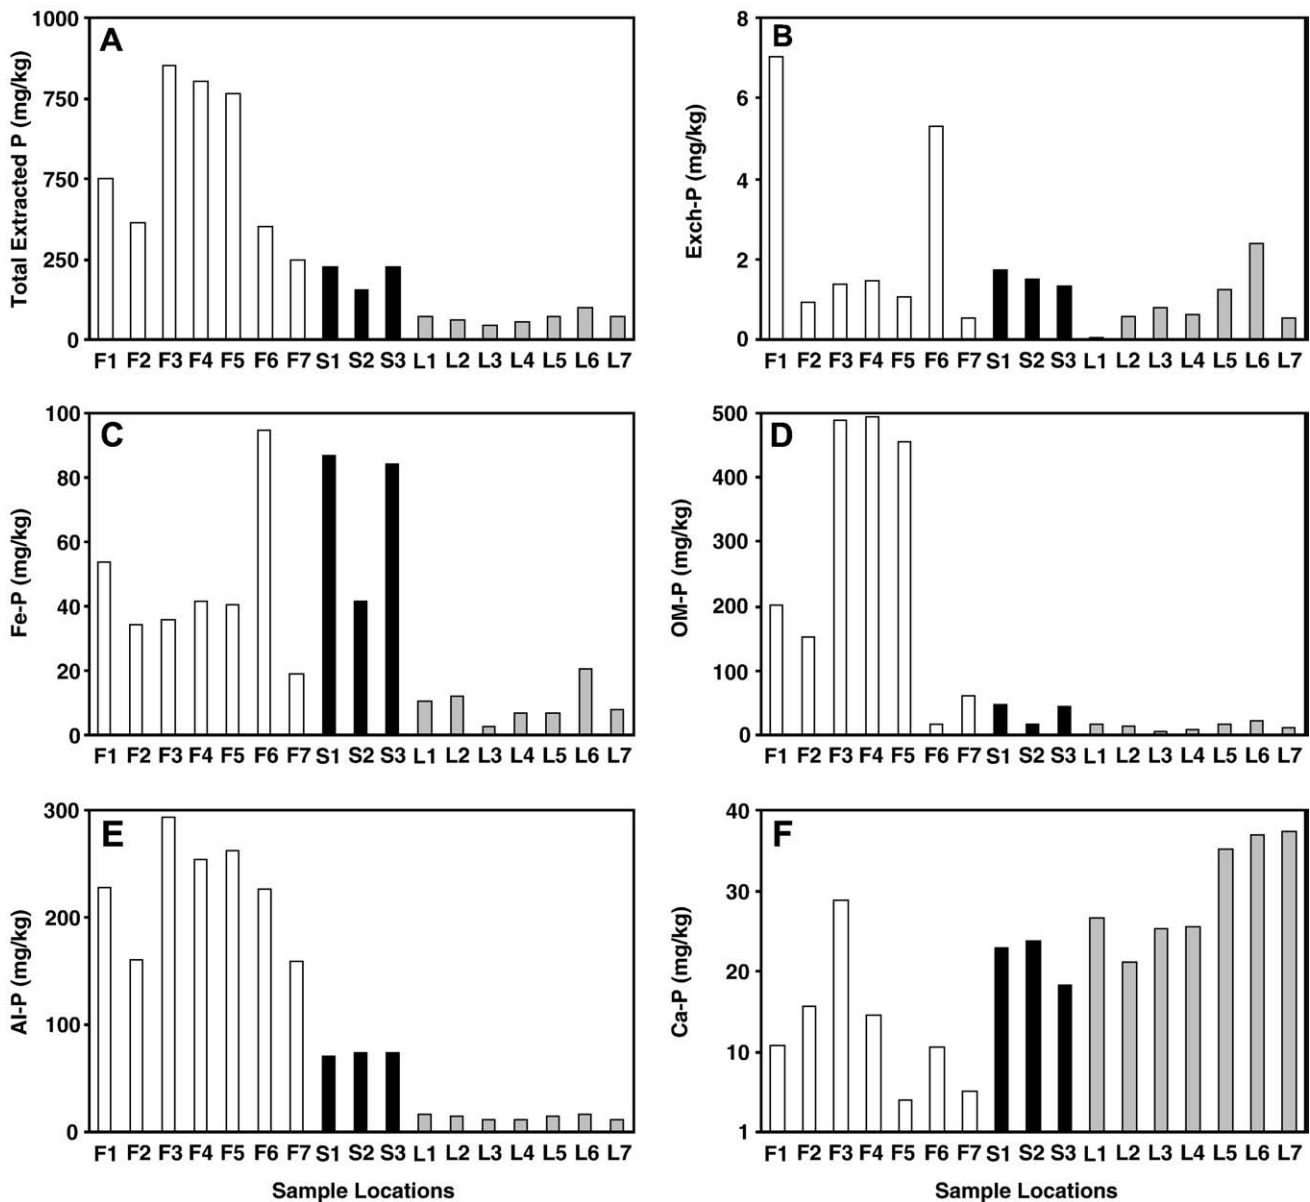 A
Total Extracted P (mg/kg)
1000
750
750
250
0
F1 F2 F3 F4 F5 F6 F7 S1 S2 S3 L1 L2 L3 L4 L5 L6 L7
B
Exch-P (mg/kg)
8
6
4
2
0
F1 F2 F3 F4 F5 F6 F7 S1 S2 S3 L1 L2 L3 L4 L5 L6 L7
C
Fe-P (mg/kg)
100
80
60
40
20
0
F1 F2 F3 F4 F5 F6 F7 S1 S2 S3 L1 L2 L3 L4 L5 L6 L7
D
OM-P (mg/kg)
500
400
300
200
100
0
F1 F2 F3 F4 F5 F6 F7 S1 S2 S3 L1 L2 L3 L4 L5 L6 L7
E
Al-P (mg/kg)
300
200
100
0
F1 F2 F3 F4 F5 F6 F7 S1 S2 S3 L1 L2 L3 L4 L5 L6 L7
Sample Locations
F
Ca-P (mg/kg)
40
30
20
10
1
F1 F2 F3 F4 F5 F6 F7 S1 S2 S3 L1 L2 L3 L4 L5 L6 L7
Sample Locations